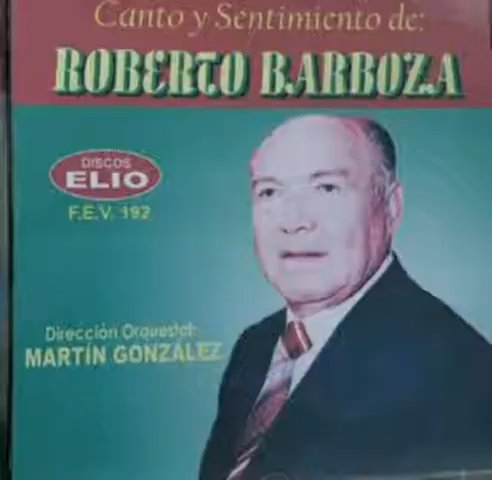 Canto y Sentimiento de:
ROBERTO BARBOZA
DISCOS
ELIO
F.E.V. 192
Dirección Orquestal:
MARTÍN GONZÁLEZ